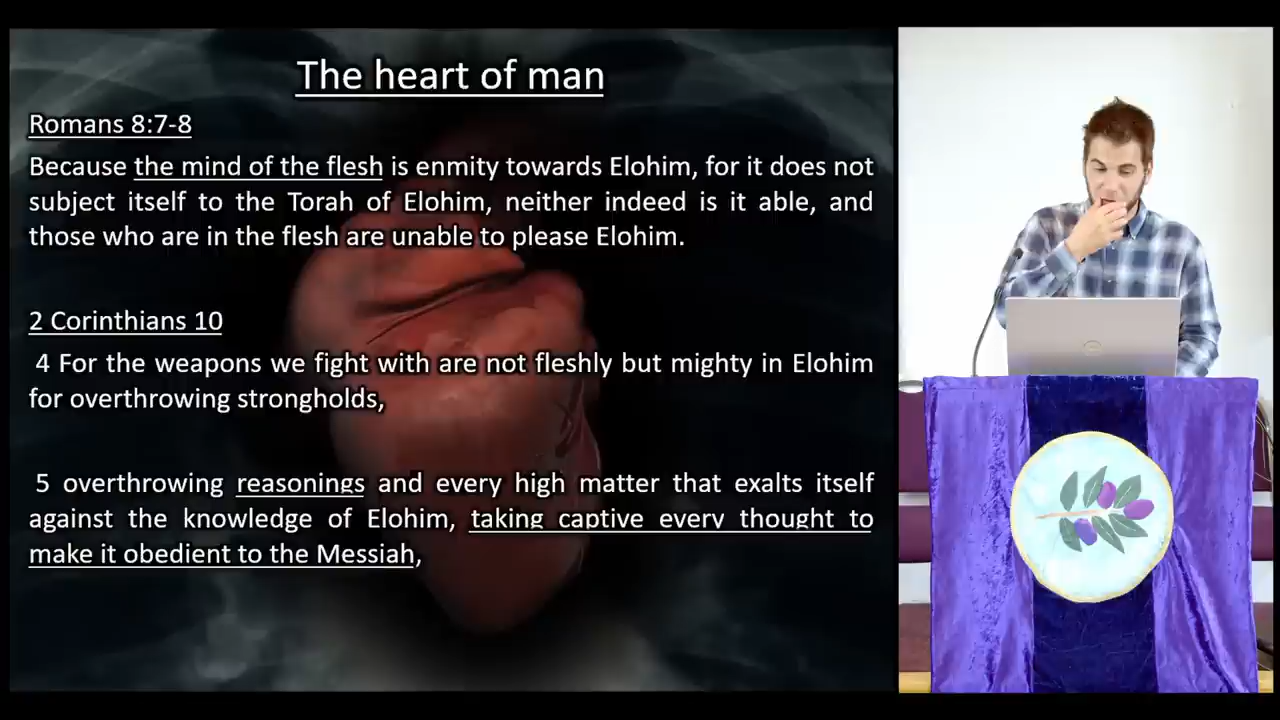 The heart of man
Romans 8:7-8
Because the mind of the flesh is enmity towards Elohim, for it does not
subject itself to the Torah of Elohim, neither indeed is it able, and
those who are in the flesh are unable to please Elohim.
2 Corinthians 10
4 For the weapons we fight with are not fleshly but mighty in Elohim
for overthrowing strongholds,
5 overthrowing reasonings and every high matter that exalts itself
against the knowledge of Elohim, taking captive every thought to
make it obedient to the Messiah,